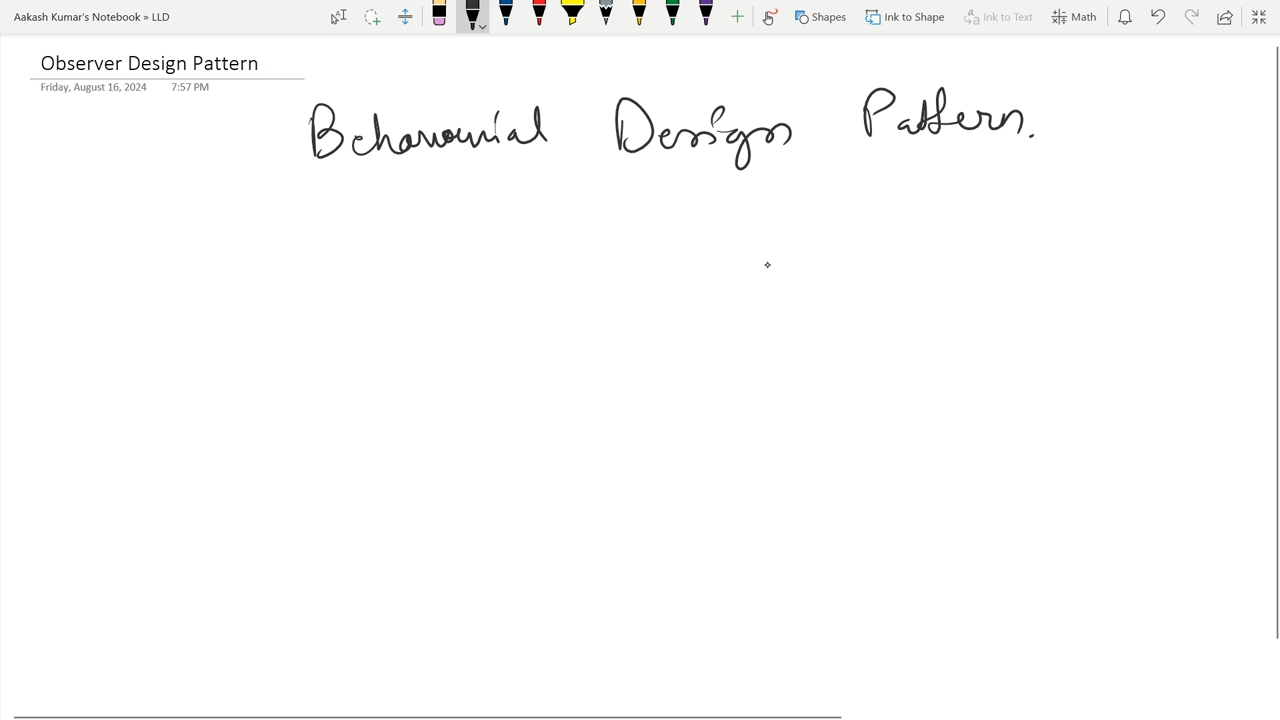 Aakash Kumar's Notebook » LLD
Shapes Ink to Shape Ink to Text Math
Observer Design Pattern
Friday, August 16, 2024 7:57 PM
Behavourial Design Pattern.